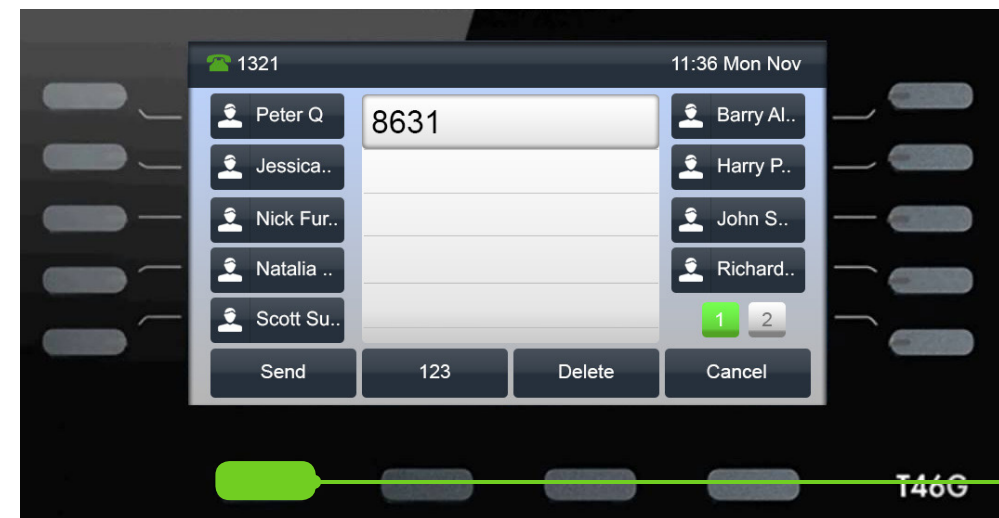 1321 11:36 Mon Nov
Peter Q 8631 Barry Al..
Jessica.. Harry P..
Nick Fur.. John S..
Natalia .. Richard..
Scott Su.. 1 2
Send 123 Delete Cancel
T46G